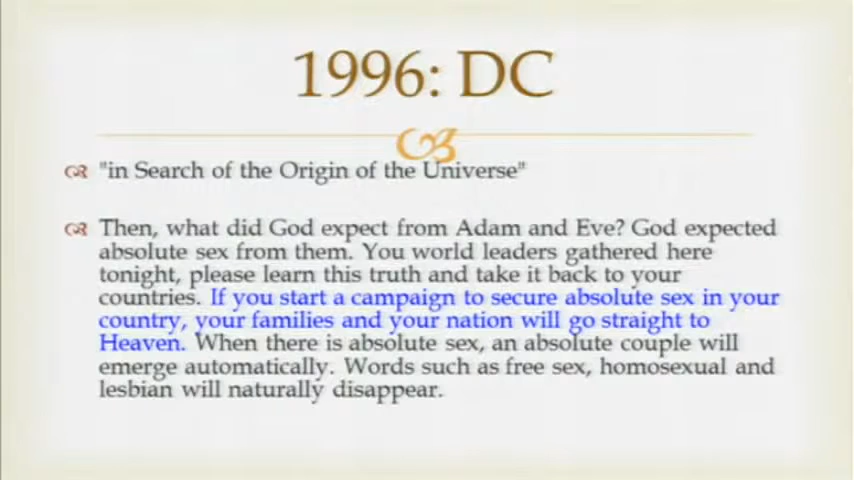 1996: DC
"in Search of the Origin of the Universe"
Then, what did God expect from Adam and Eve? God expected
absolute sex from them. You world leaders gathered here
tonight, please learn this truth and take it back to your
countries. If you start a campaign to secure absolute sex in your
country, your families and your nation will go straight to
Heaven. When there is absolute sex, an absolute couple will
emerge automatically. Words such as free sex, homosexual and
lesbian will naturally disappear.